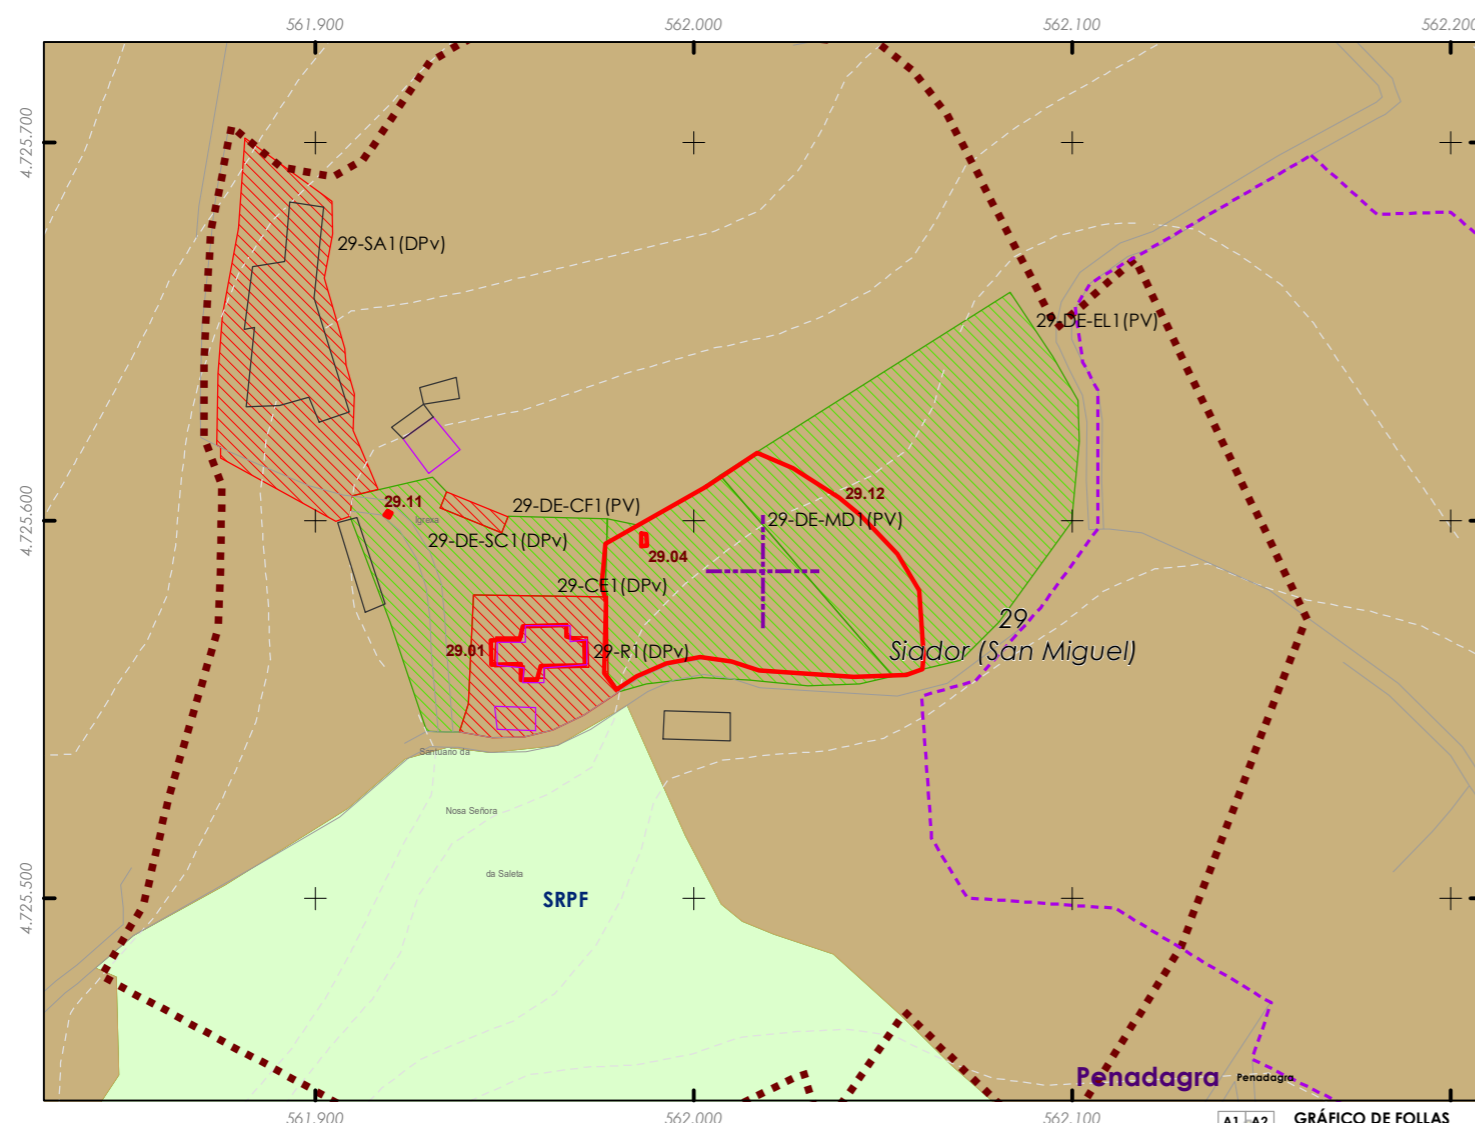 561.900 562.000 562.100 562.200
4.725.700
29-SA1(DPv)
29-DE-EL1(PV)
29.11
29.12
29-DE-CF1(PV)
4.725.600
Igrexa
29-DE-MD1(PV)
29-DE-SC1(DPv)
29.04
29-CE1(DPv)
29
29.01
29-R1(DPv)
Siador (San Miguel)
Santuario da
Nosa Señora
da Saleta
SRPF
4.725.500
Penadagra
Penadagra
561.900 562.000 562.100
A1 A2 GRÁFICO DE FOLLAS